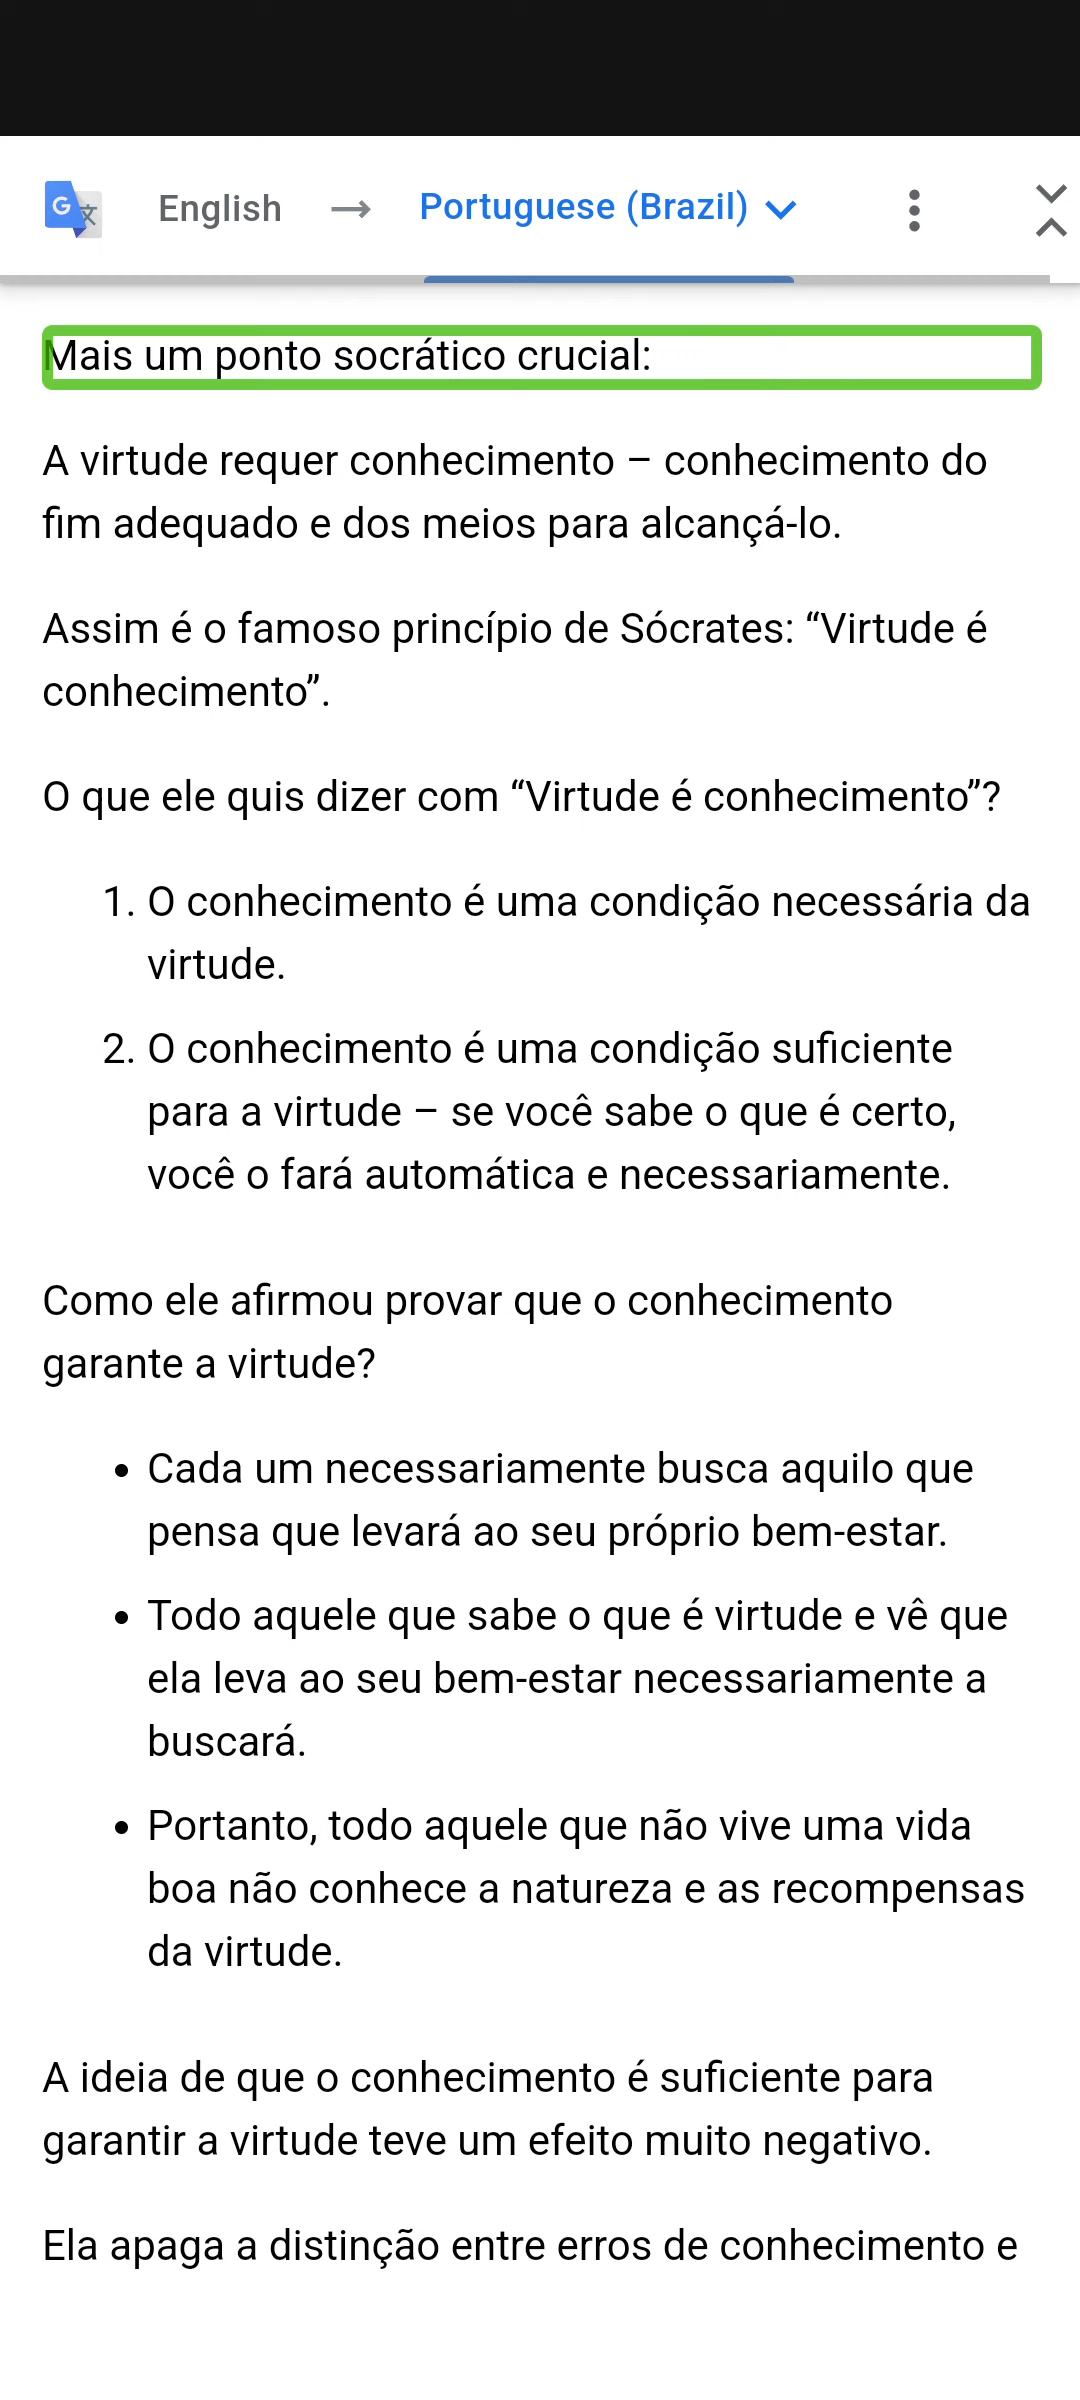 English → Portuguese (Brazil)
Mais um ponto socrático crucial:
A virtude requer conhecimento – conhecimento do
fim adequado e dos meios para alcançá-lo.
Assim é o famoso princípio de Sócrates: “Virtude é
conhecimento”.
O que ele quis dizer com “Virtude é conhecimento”?
1. O conhecimento é uma condição necessária da
virtude.
2. O conhecimento é uma condição suficiente
para a virtude – se você sabe o que é certo,
você o fará automática e necessariamente.
Como ele afirmou provar que o conhecimento
garante a virtude?
• Cada um necessariamente busca aquilo que
pensa que levará ao seu próprio bem-estar.
• Todo aquele que sabe o que é virtude e vê que
ela leva ao seu bem-estar necessariamente a
buscará.
• Portanto, todo aquele que não vive uma vida
boa não conhece a natureza e as recompensas
da virtude.
A ideia de que o conhecimento é suficiente para
garantir a virtude teve um efeito muito negativo.
Ela apaga a distinção entre erros de conhecimento e